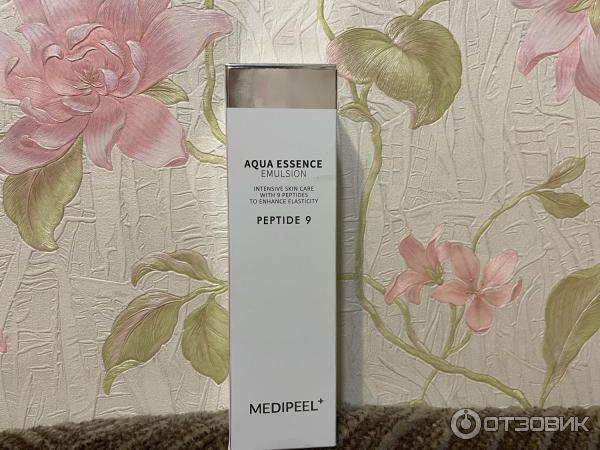 AQUA ESSENCE
EMULSION
INTENSIVE SKIN CARE
WITH 9 PEPTIDES
TO ENHANCE ELASTICITY
PEPTIDE 9
MEDIPEEL+
ОТЗОВИК